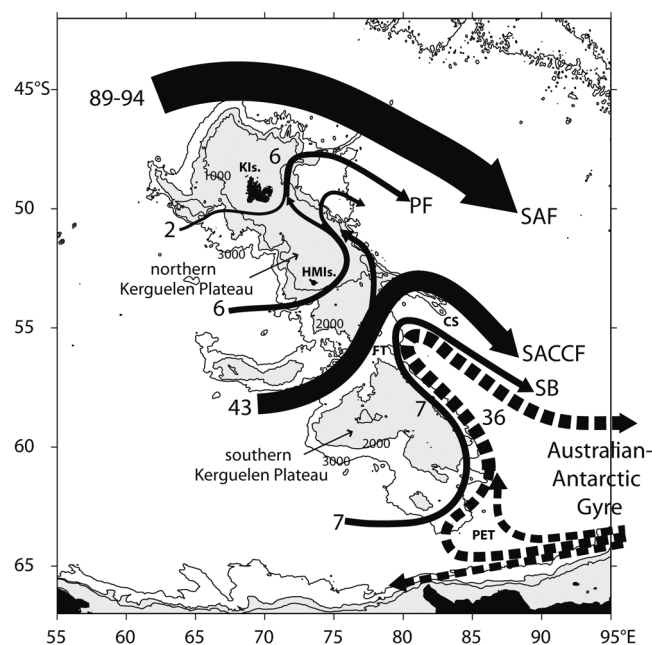 45°S
89-94
KIs.
6
1000
50
PF
SAF
2
3000
northern
Kerguelen Plateau
HMIs.
6
2000
CS
55
FT
SACCF
SB
43
7
36
southern
Kerguelen Plateau
2000
3000
60
Australian-
Antarctic
Gyre
7
PET
65
55 60 65 70 75 80 85 90 95°E